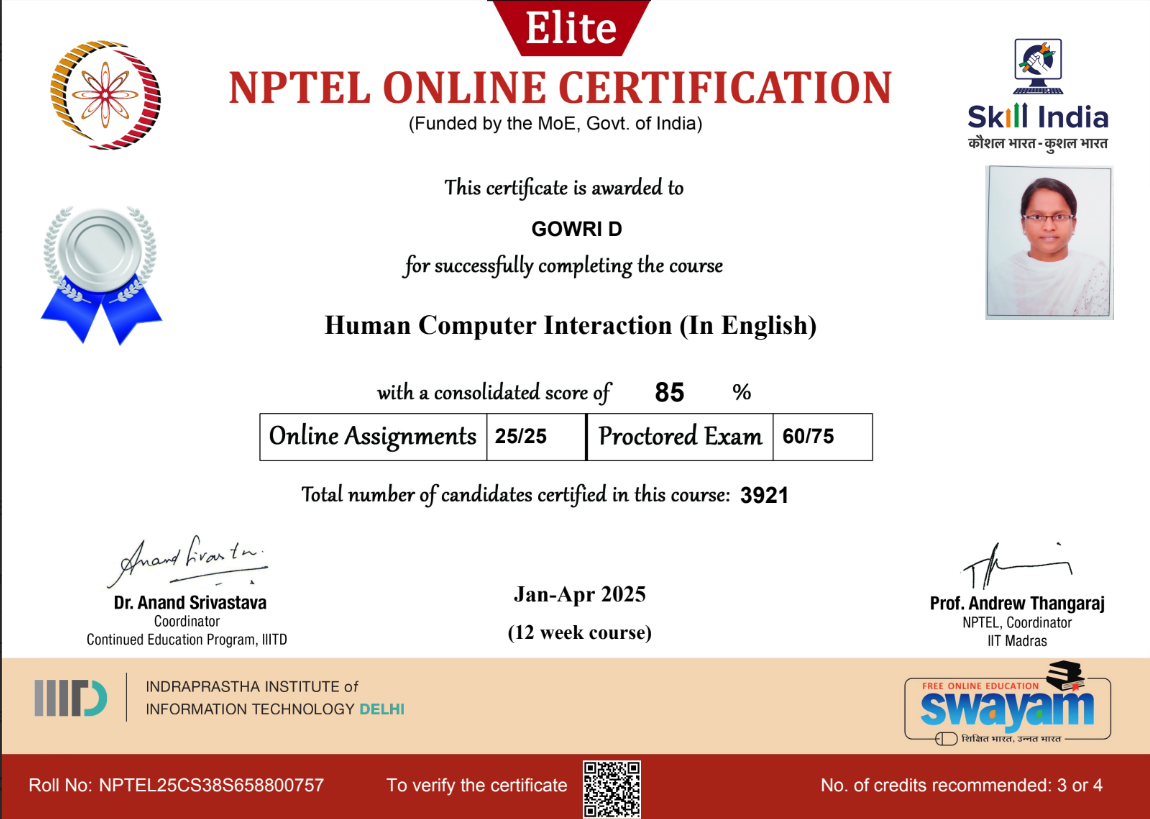 Elite
NPTEL ONLINE CERTIFICATION
(Funded by the MoE, Govt. of India)
Skill India
कौशल भारत - कुशल भारत
This certificate is awarded to
GOWRI D
for successfully completing the course
Human Computer Interaction (In English)
with a consolidated score of 85 %
Online Assignments 25/25 Proctored Exam 60/75
Total number of candidates certified in this course: 3921
Anand Srivastava
Dr. Anand Srivastava
Coordinator
Continued Education Program, IIITD
Jan-Apr 2025
(12 week course)
Prof. Andrew Thangaraj
NPTEL, Coordinator
IIT Madras
IIITD
INDRAPRASTHA INSTITUTE of
INFORMATION TECHNOLOGY DELHI
FREE ONLINE EDUCATION
swayam
शिक्षित भारत, उन्नत भारत
Roll No: NPTEL25CS38S658800757
To verify the certificate
No. of credits recommended: 3 or 4